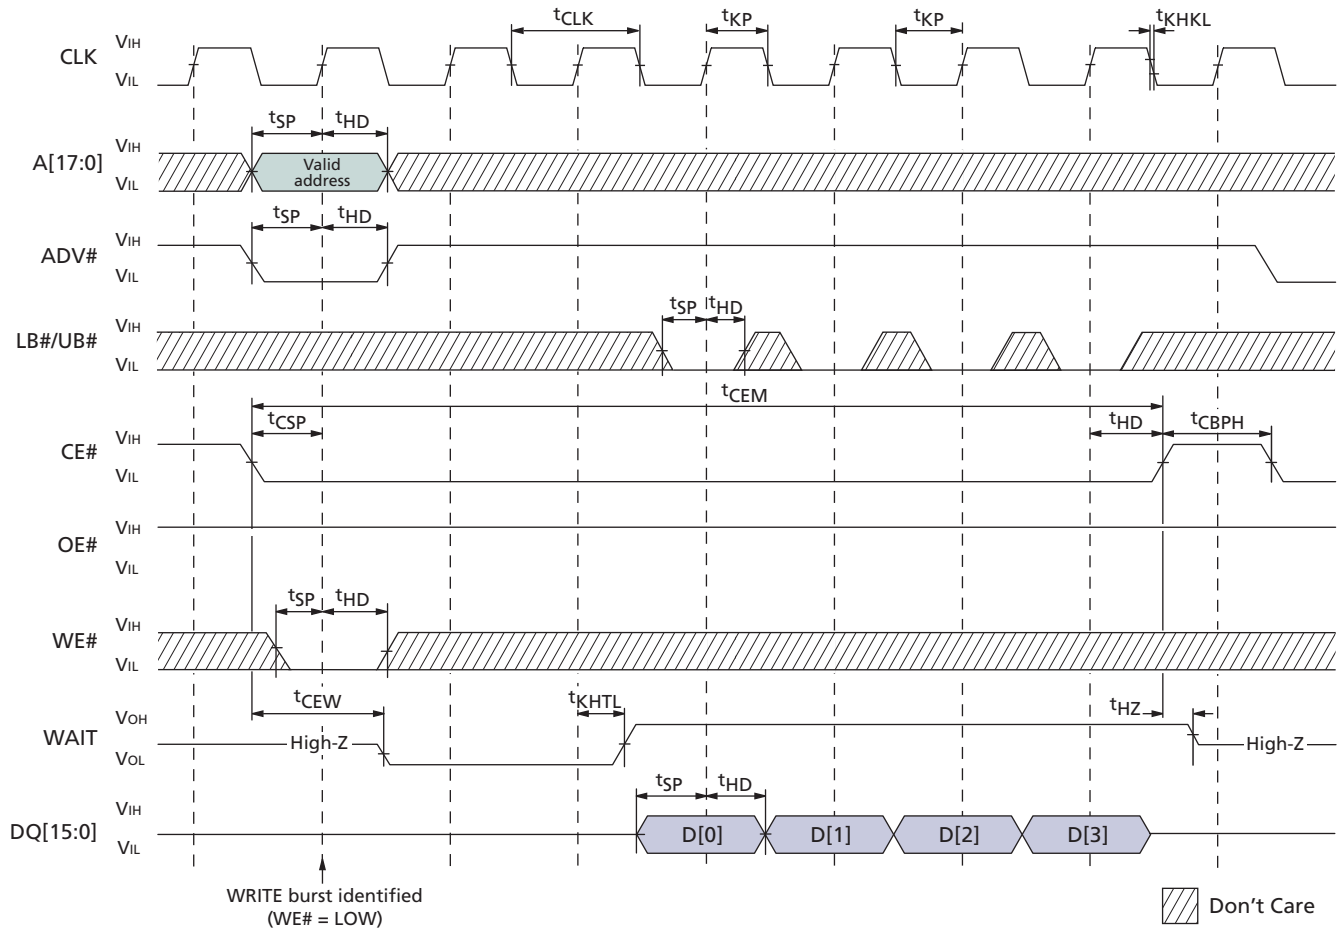 tCLK tKP tKP tKHKL
VIH
CLK
VIL
tSP tHD
VIH
A[17:0]
Valid
address
VIL
tSP tHD
VIH
ADV#
VIL
tSP tHD
VIH
LB#/UB#
VIL
tCEM
tCSP tHD tCBPH
VIH
CE#
VIL
VIH
OE#
VIL
tSP tHD
VIH
WE#
VIL
tCEW tKHTL tHZ
VOH
WAIT High-Z High-Z
VOL
tSP tHD
VIH
DQ[15:0] D[0] D[1] D[2] D[3]
VIL
WRITE burst identified
(WE# = LOW)
Don't Care